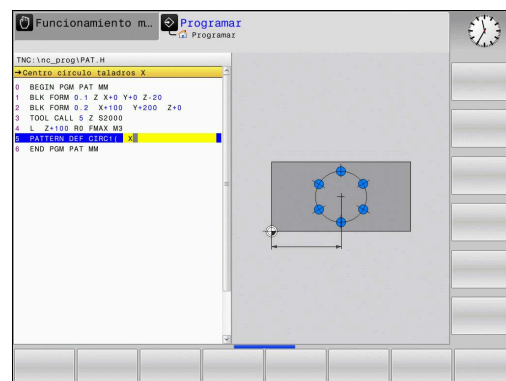 Funcionamiento m...
Programar
Programar
TNC:\nc_prog\PAT.H
→Centro círculo taladros X
0 BEGIN PGM PAT MM
1 BLK FORM 0.1 Z X+0 Y+0 Z-20
2 BLK FORM 0.2 X+100 Y+200 Z+0
3 TOOL CALL 5 Z S2000
4 L Z+100 R0 FMAX M3
5 PATTERN DEF CIRC1( X
6 END PGM PAT MM